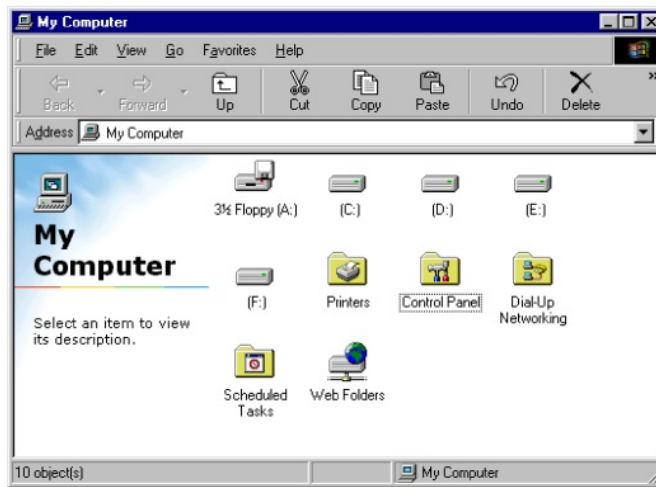 My Computer
File Edit View Go Favorites Help
Back Forward Up Cut Copy Paste Undo Delete »
Address My Computer
My
Computer
Select an item to view
its description.
3½ Floppy (A:) (C:) (D:) (E:)
(F:) Printers Control Panel Dial-Up
Networking
Scheduled
Tasks
Web Folders
10 object(s) My Computer